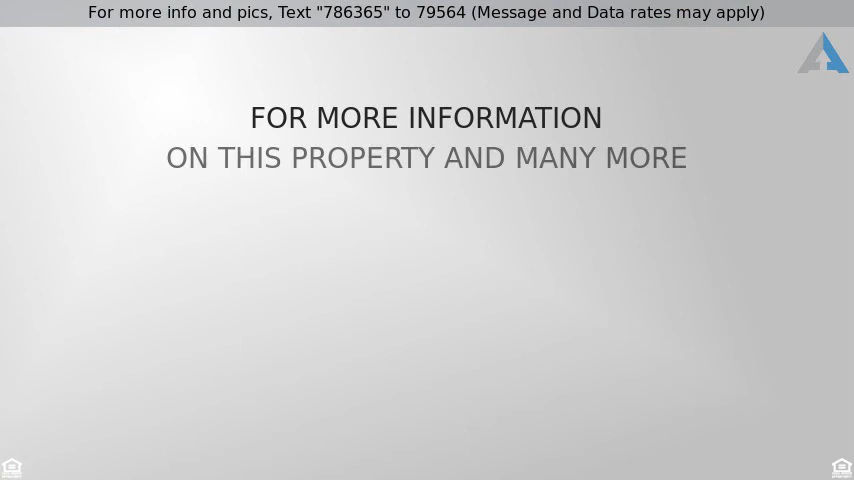 For more info and pics, Text "786365" to 79564 (Message and Data rates may apply)
FOR MORE INFORMATION
ON THIS PROPERTY AND MANY MORE